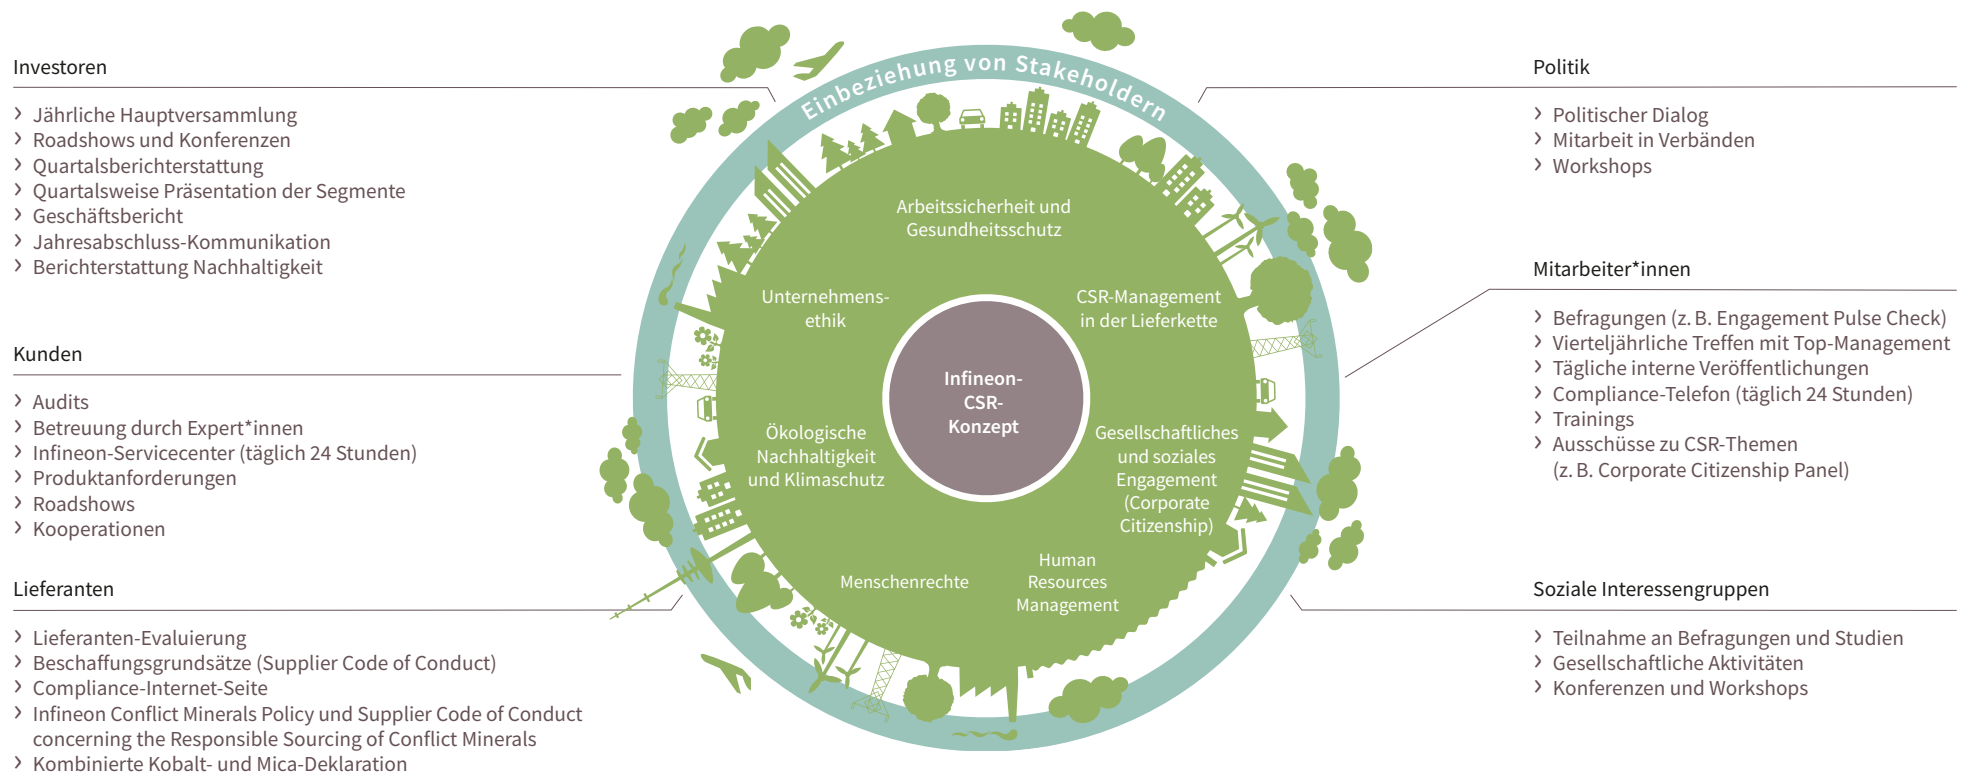 Investoren
› Jährliche Hauptversammlung
› Roadshows und Konferenzen
› Quartalsberichterstattung
› Quartalsweise Präsentation der Segmente
› Geschäftsbericht
› Jahresabschluss-Kommunikation
› Berichterstattung Nachhaltigkeit
Kunden
› Audits
› Betreuung durch Expert*innen
› Infineon-Servicecenter (täglich 24 Stunden)
› Produktanforderungen
› Roadshows
› Kooperationen
Lieferanten
› Lieferanten-Evaluierung
› Beschaffungsgrundsätze (Supplier Code of Conduct)
› Compliance-Internet-Seite
› Infineon Conflict Minerals Policy und Supplier Code of Conduct
concerning the Responsible Sourcing of Conflict Minerals
› Kombinierte Kobalt- und Mica-Deklaration
Einbeziehung von Stakeholdern
Arbeitssicherheit und
Gesundheitsschutz
Unternehmens-
ethik
CSR-Management
in der Lieferkette
Infineon-
CSR-
Konzept
Ökologische
Nachhaltigkeit
und Klimaschutz
Gesellschaftliches
und soziales
Engagement
(Corporate
Citizenship)
Menschenrechte
Human
Resources
Management
Politik
› Politischer Dialog
› Mitarbeit in Verbänden
› Workshops
Mitarbeiter*innen
› Befragungen (z. B. Engagement Pulse Check)
› Vierteljährliche Treffen mit Top-Management
› Tägliche interne Veröffentlichungen
› Compliance-Telefon (täglich 24 Stunden)
› Trainings
› Ausschüsse zu CSR-Themen
(z. B. Corporate Citizenship Panel)
Soziale Interessengruppen
› Teilnahme an Befragungen und Studien
› Gesellschaftliche Aktivitäten
› Konferenzen und Workshops